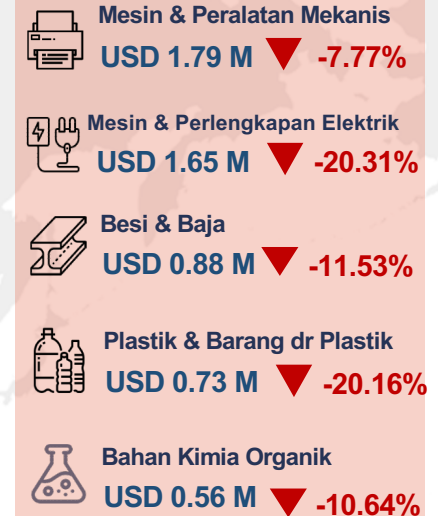 Mesin & Peralatan Mekanis
USD 1.79 M -7.77%
Mesin & Perlengkapan Elektrik
USD 1.65 M -20.31%
Besi & Baja
USD 0.88 M -11.53%
Plastik & Barang dr Plastik
USD 0.73 M -20.16%
Bahan Kimia Organik
USD 0.56 M -10.64%